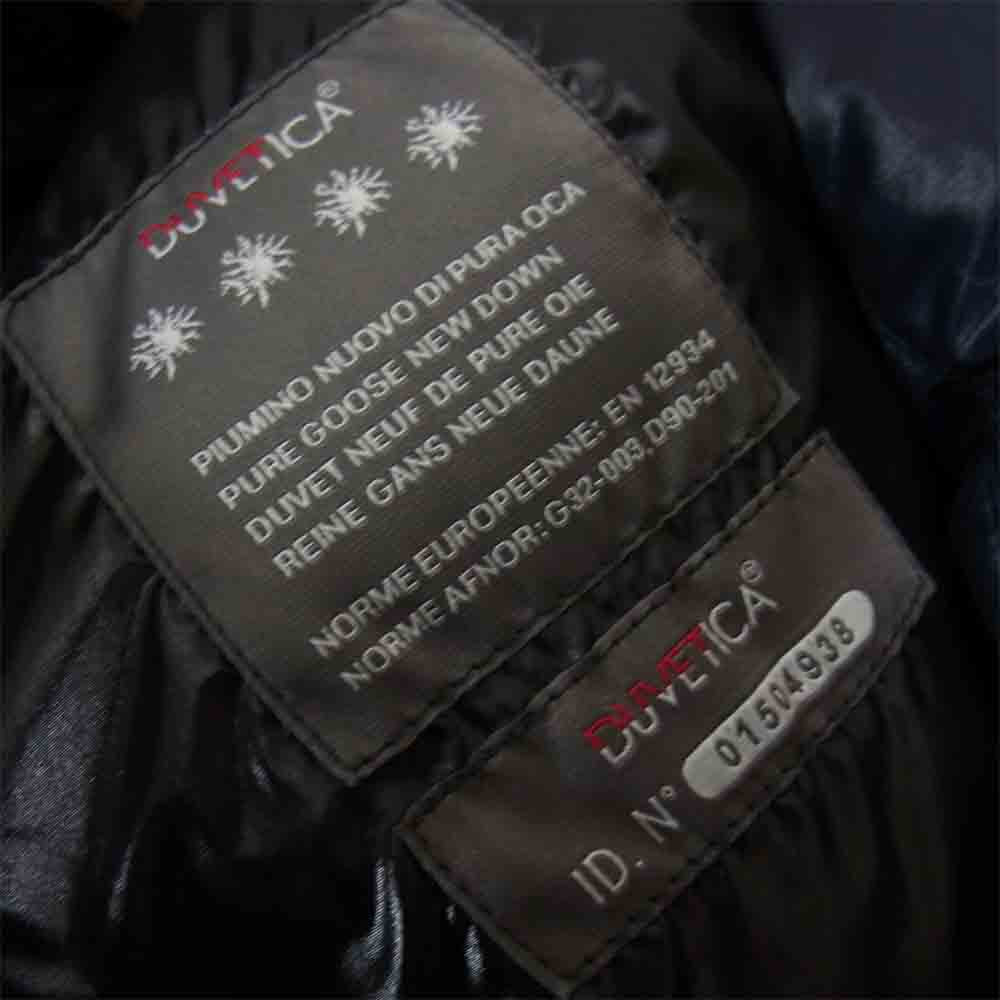 DUVETICA®
PIUMINO NUOVO DI PURA OCA
PURE GOOSE NEW DOWN
DUVET NEUF DE PURE OIE
REINE GANS NEUE DAUNE
NORME EUROPEENNE: EN 12934
NORME AFNOR: G32-003, D90-201
DUVETICA®
ID. N° 01504938